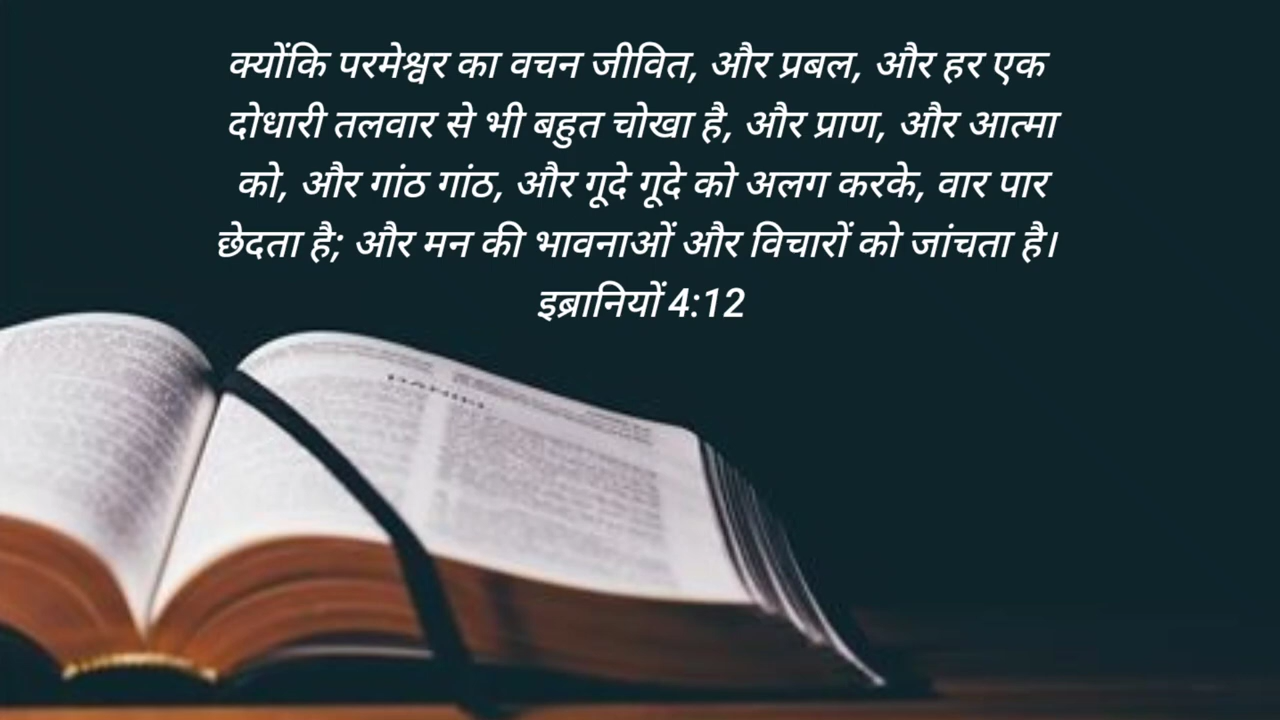 क्योंकि परमेश्वर का वचन जीवित, और प्रबल, और हर एक
दोधारी तलवार से भी बहुत चोखा है, और प्राण, और आत्मा
को, और गांठ गांठ, और गूदे गूदे को अलग करके, वार पार
छेदता है; और मन की भावनाओं और विचारों को जांचता है।
इब्रानियों 4:12